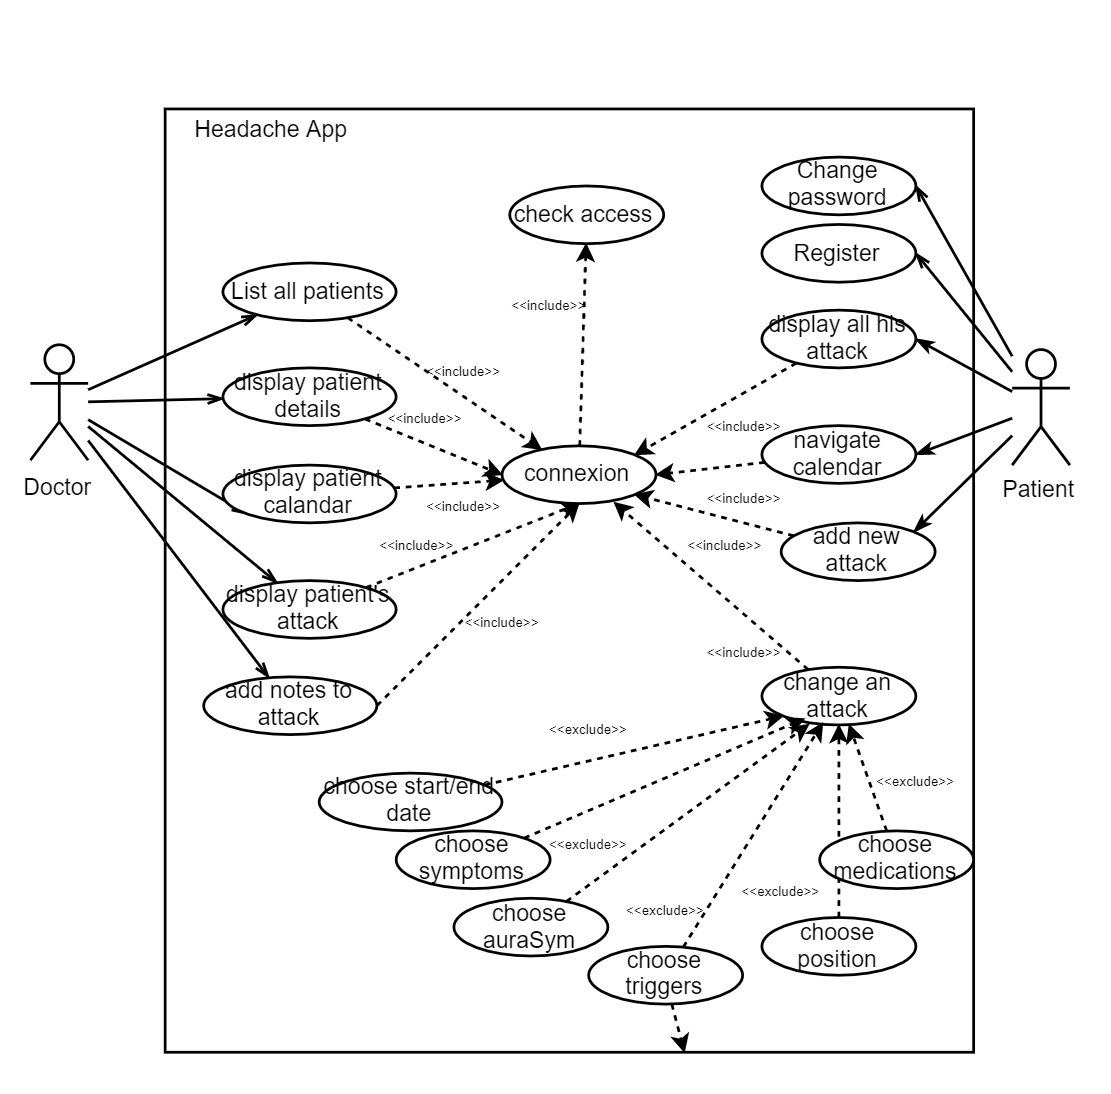 Headache App
Change
password
check access
Register
List all patients
<<include>>
display all his
attack
<<include>>
display patient
details
<<include>>
<<include>>
navigate
calendar
connexion
display patient
calandar
Doctor
Patient
<<include>>
<<include>>
add new
attack
<<include>>
<<include>>
display patient's
attack
<<include>>
<<include>>
change an
attack
add notes to
attack
<<exclude>>
choose start/end
date
<<exclude>>
choose
symptoms
<<exclude>>
choose
medications
<<exclude>>
<<exclude>>
choose
auraSym
choose
position
choose
triggers